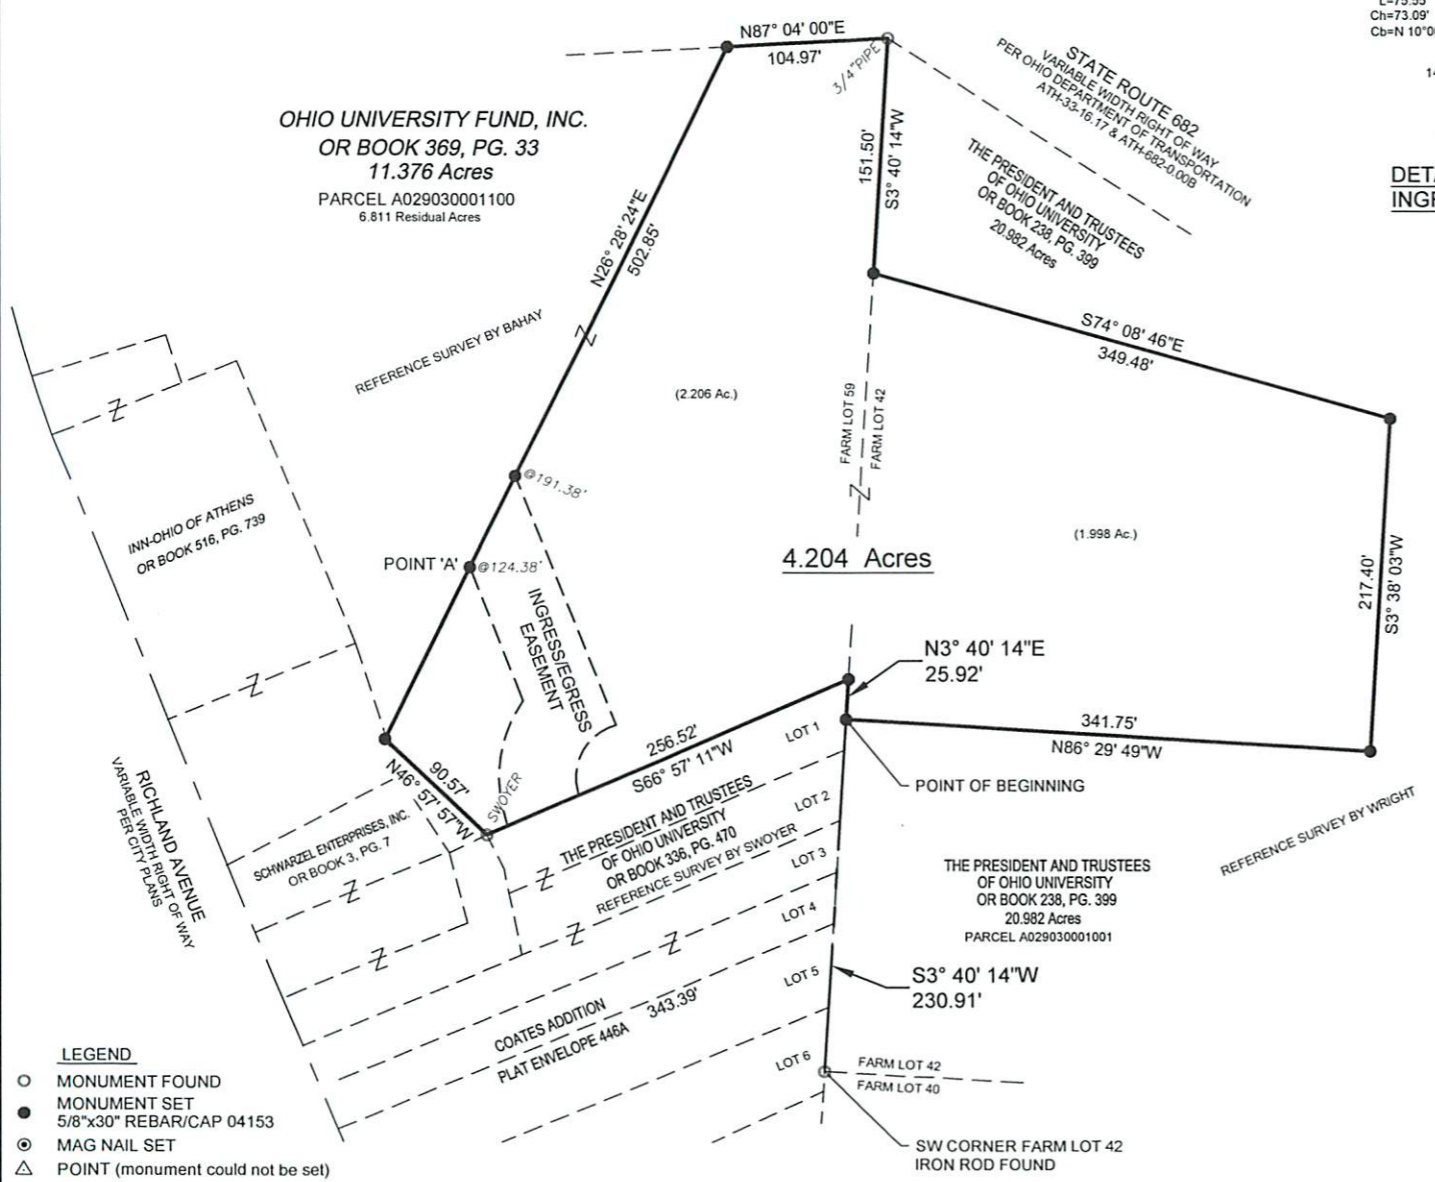 L=75.55'
Ch=73.09'
N87° 04' 00"E
104.97'
3/4"PIPE
STATE ROUTE 682
VARIABLE WIDTH RIGHT OF WAY
PER OHIO DEPARTMENT OF TRANSPORTATION
ATH-33-16.17 & ATH-682-0.00B
OHIO UNIVERSITY FUND, INC.
OR BOOK 369, PG. 33
11.376 Acres
PARCEL A029030001100
6.811 Residual Acres
151.50'
S3° 40' 14"W
THE PRESIDENT AND TRUSTEES
OF OHIO UNIVERSITY
OR BOOK 238, PG. 399
20.982 Acres
N26° 28' 24"E
502.85'
S74° 08' 46"E
349.48'
REFERENCE SURVEY BY BAHAY
(2.206 Ac.)
FARM LOT 59
FARM LOT 42
@191.38'
INN-OHIO OF ATHENS
OR BOOK 516, PG. 739
(1.998 Ac.)
4.204 Acres
217.40'
S3° 38' 03"W
POINT 'A'
@124.38'
INGRESS/EGRESS
EASEMENT
N3° 40' 14"E
25.92'
256.52'
S66° 57' 11"W
LOT 1
341.75'
N86° 29' 49"W
POINT OF BEGINNING
90.57'
N46° 57' 57"W
SWOYER
RICHLAND AVENUE
VARIABLE WIDTH RIGHT OF WAY
PER CITY PLANS
SCHWARZEL ENTERPRISES, INC.
OR BOOK 3, PG. 7
THE PRESIDENT AND TRUSTEES
OF OHIO UNIVERSITY
OR BOOK 336, PG. 470
REFERENCE SURVEY BY SWOYER
LOT 2
LOT 3
LOT 4
LOT 5
LOT 6
REFERENCE SURVEY BY WRIGHT
THE PRESIDENT AND TRUSTEES
OF OHIO UNIVERSITY
OR BOOK 238, PG. 399
20.982 Acres
PARCEL A029030001001
S3° 40' 14"W
230.91'
COATES ADDITION
PLAT ENVELOPE 446A
343.39'
FARM LOT 42
FARM LOT 40
SW CORNER FARM LOT 42
IRON ROD FOUND
LEGEND
MONUMENT FOUND
MONUMENT SET
5/8"x30" REBAR/CAP 04153
MAG NAIL SET
POINT (monument could not be set)